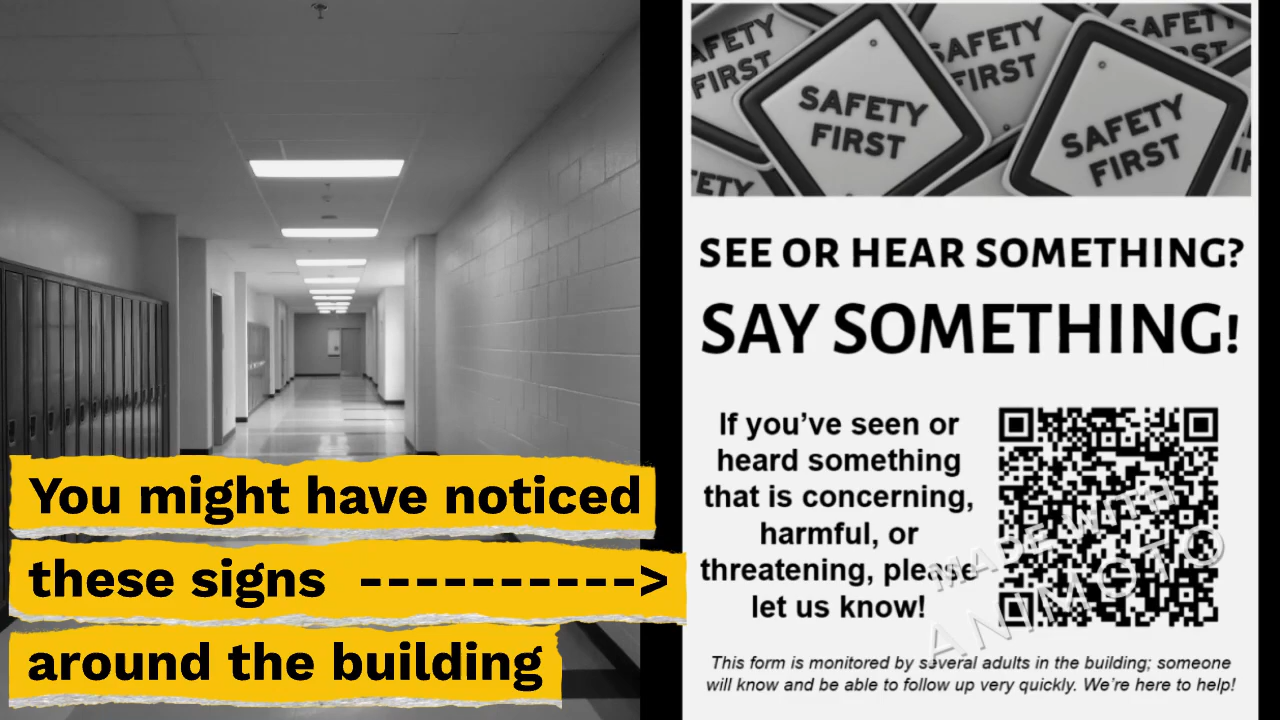 You might have noticed
these signs ---------->
around the building
SAFETY
FIRST
SAFETY
FIRST
SAFETY
FIRST
SAFETY
FIRST
SAFETY
SEE OR HEAR SOMETHING?
SAY SOMETHING!
If you've seen or
heard something
that is concerning,
harmful, or
threatening, please
let us know!
This form is monitored by several adults in the building; someone
will know and be able to follow up very quickly. We're here to help!
MADE WITH
ANIMOTO